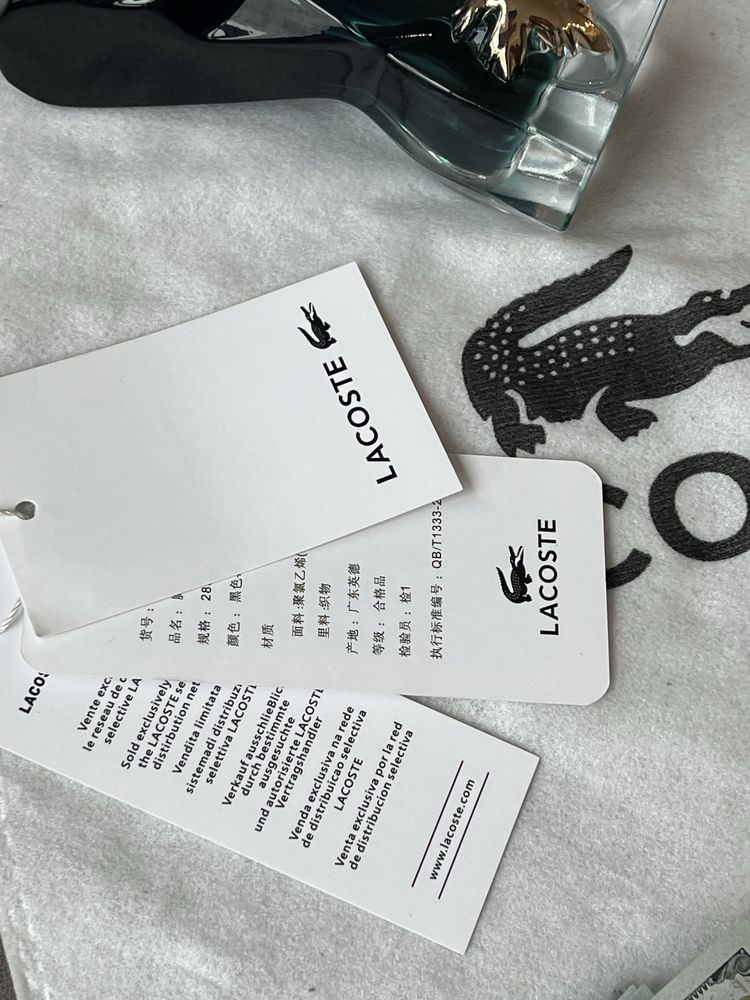 LACOSTE
CO
货号：
品名：
规格： 28
颜色： 黑色
材质
面料:聚氯乙烯(
里料:织物
产地： 广东英德
等级： 合格品
检验员： 检1
执行标准编号： QB/T1333-2
LACOSTE
LACOS
Vente exc
le reseau de
selective LA
Sold exclusively
the LACOSTE se
distribution net
Vendita limitata
sistemadi distribuzi
selettiva LACOSTE
Verkauf ausschlieBlic
durch bestimmte
ausgesuchte
und autorisierte LACOSTE
Vertragshandler
Venda exclusiva na rede
de distribuicao selectiva
LACOSTE
Venta exclusiva por la red
de distribucion selectiva
www.lacoste.com